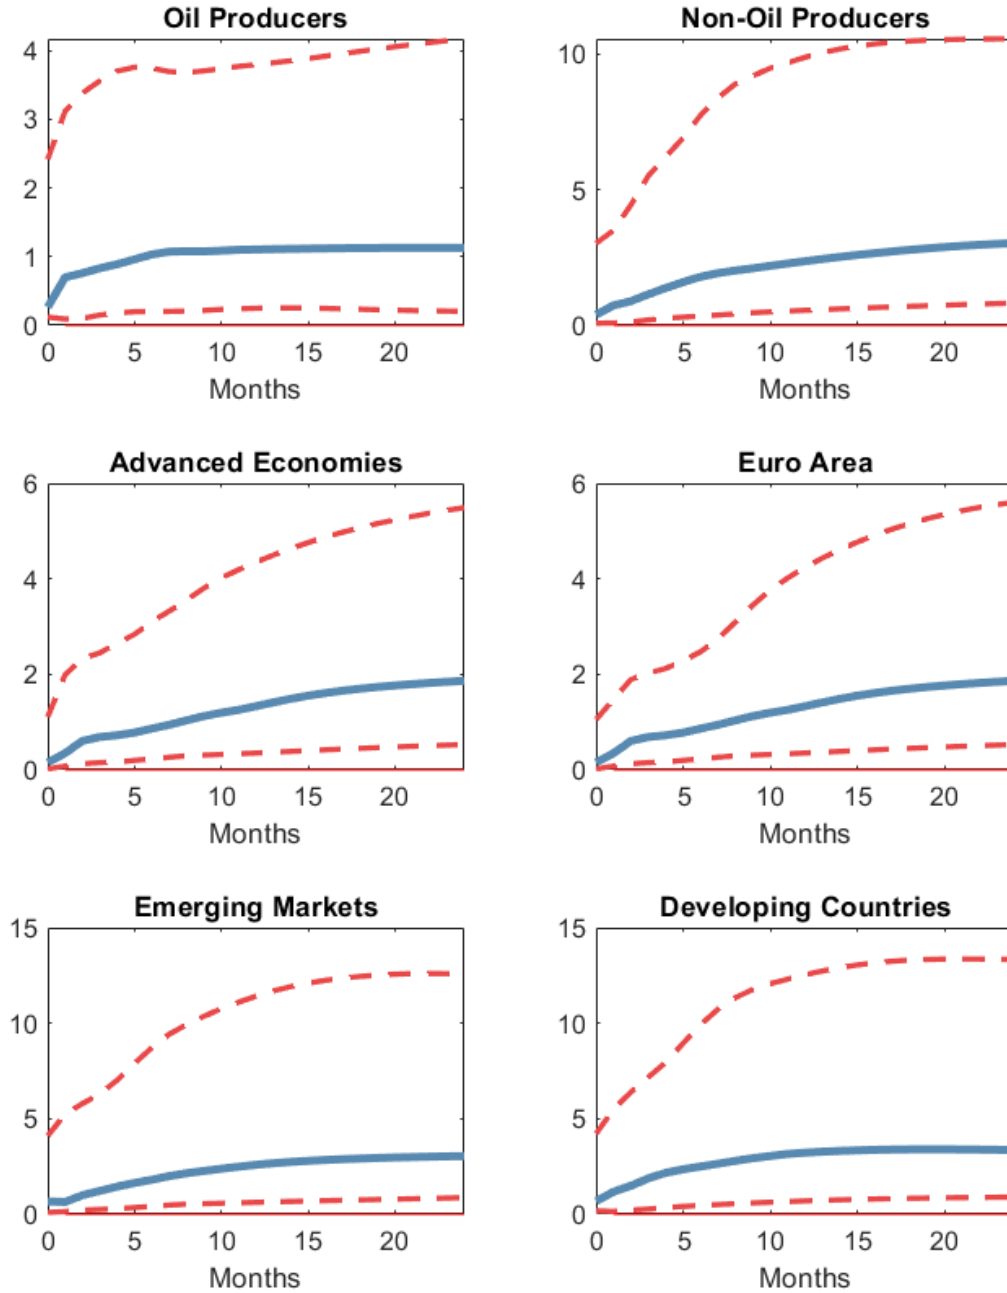 Oil Producers
4
3
2
1
0
0 5 10 15 20
Months
Non-Oil Producers
10
5
0
0 5 10 15 20
Months
Advanced Economies
6
4
2
0
0 5 10 15 20
Months
Euro Area
6
4
2
0
0 5 10 15 20
Months
Emerging Markets
15
10
5
0
0 5 10 15 20
Months
Developing Countries
15
10
5
0
0 5 10 15 20
Months